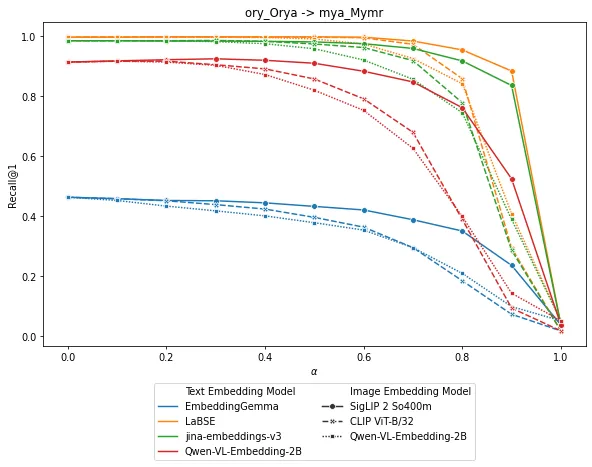 ory_Orya -> mya_Mymr
1.0
0.8
0.6
0.4
0.2
0.0
Recall@1
0.0 0.2 0.4 0.6 0.8 1.0
α
Text Embedding Model
EmbeddingGemma
LaBSE
jina-embeddings-v3
Qwen-VL-Embedding-2B
Image Embedding Model
SigLIP 2 So400m
CLIP ViT-B/32
Qwen-VL-Embedding-2B